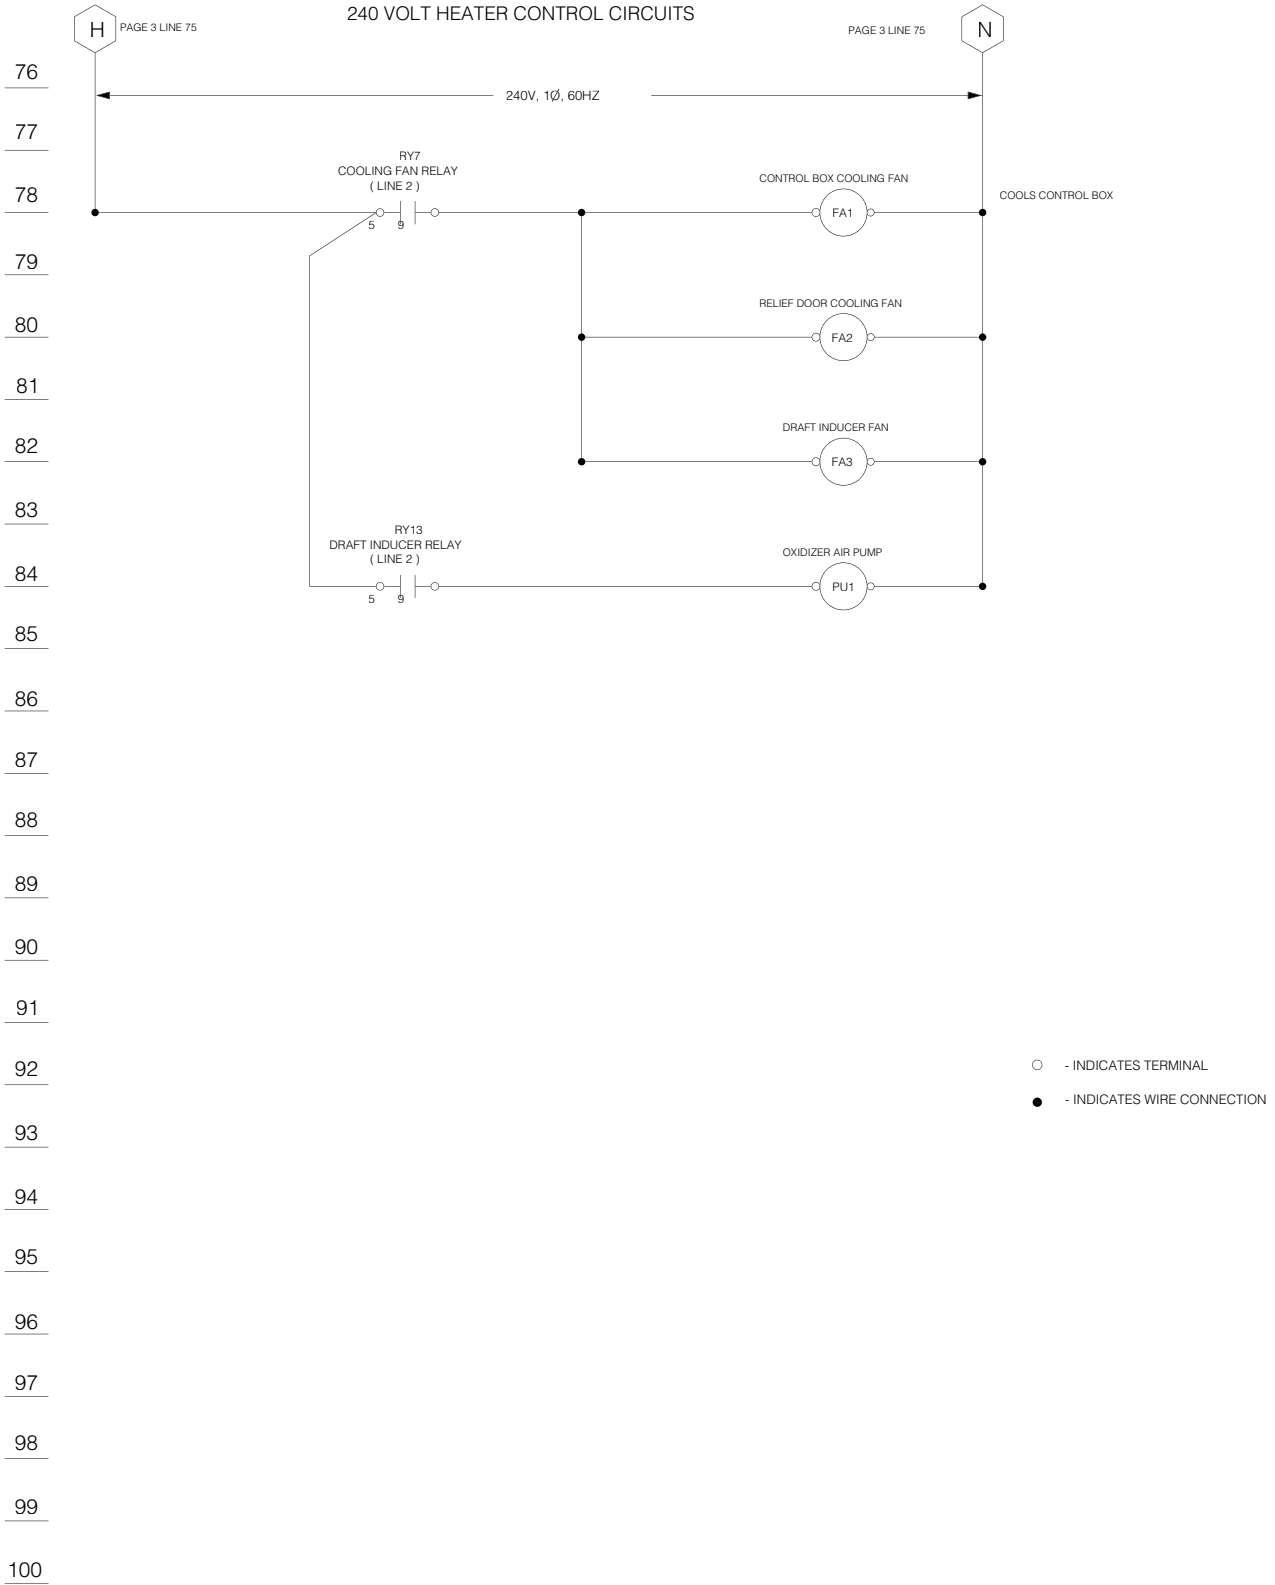 240 VOLT HEATER CONTROL CIRCUITS
H
PAGE 3 LINE 75
PAGE 3 LINE 75
N
76
240V, 1Ø, 60HZ
77
RY7
COOLING FAN RELAY
( LINE 2 )
CONTROL BOX COOLING FAN
78
COOLS CONTROL BOX
FA1
5 9
79
RELIEF DOOR COOLING FAN
80
FA2
81
DRAFT INDUCER FAN
82
FA3
83
RY13
DRAFT INDUCER RELAY
( LINE 2 )
OXIDIZER AIR PUMP
84
PU1
5 9
85
86
87
88
89
90
91
92
- INDICATES TERMINAL
- INDICATES WIRE CONNECTION
93
94
95
96
97
98
99
100